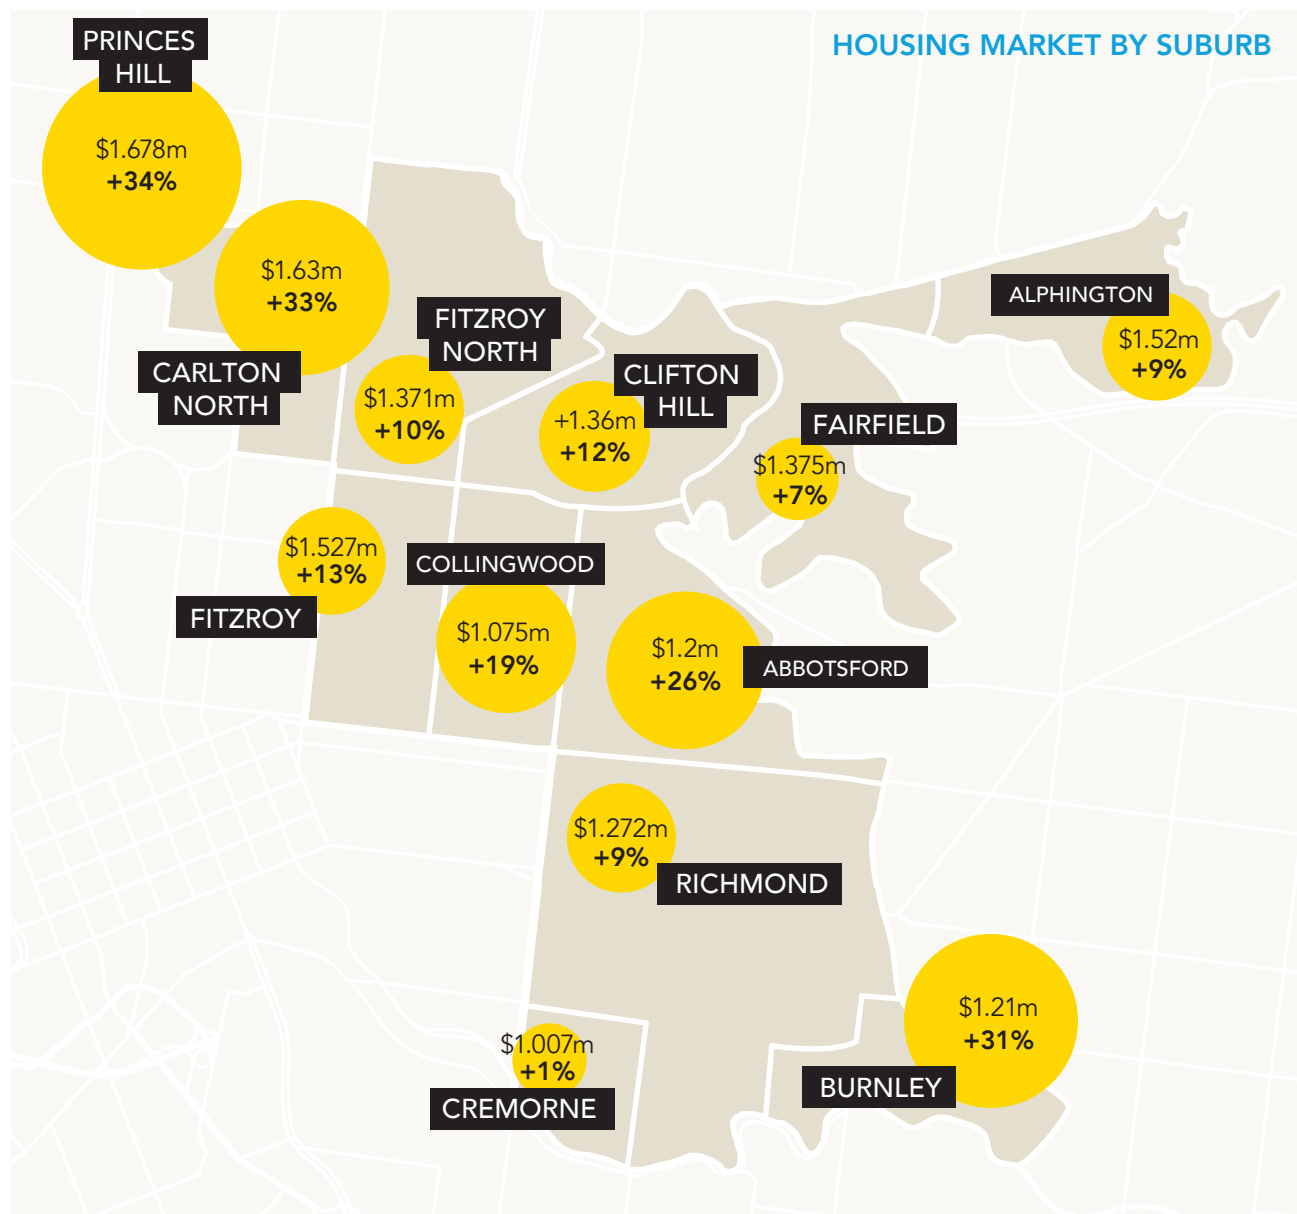 HOUSING MARKET BY SUBURB
PRINCES
HILL
$1.678m
+34%
$1.63m
+33%
CARLTON
NORTH
FITZROY
NORTH
$1.371m
+10%
CLIFTON
HILL
+1.36m
+12%
ALPHINGTON
$1.52m
+9%
FAIRFIELD
$1.375m
+7%
$1.527m
+13%
FITZROY
COLLINGWOOD
$1.075m
+19%
$1.2m
+26%
ABBOTSFORD
$1.272m
+9%
RICHMOND
$1.21m
+31%
BURNLEY
$1.007m
+1%
CREMORNE